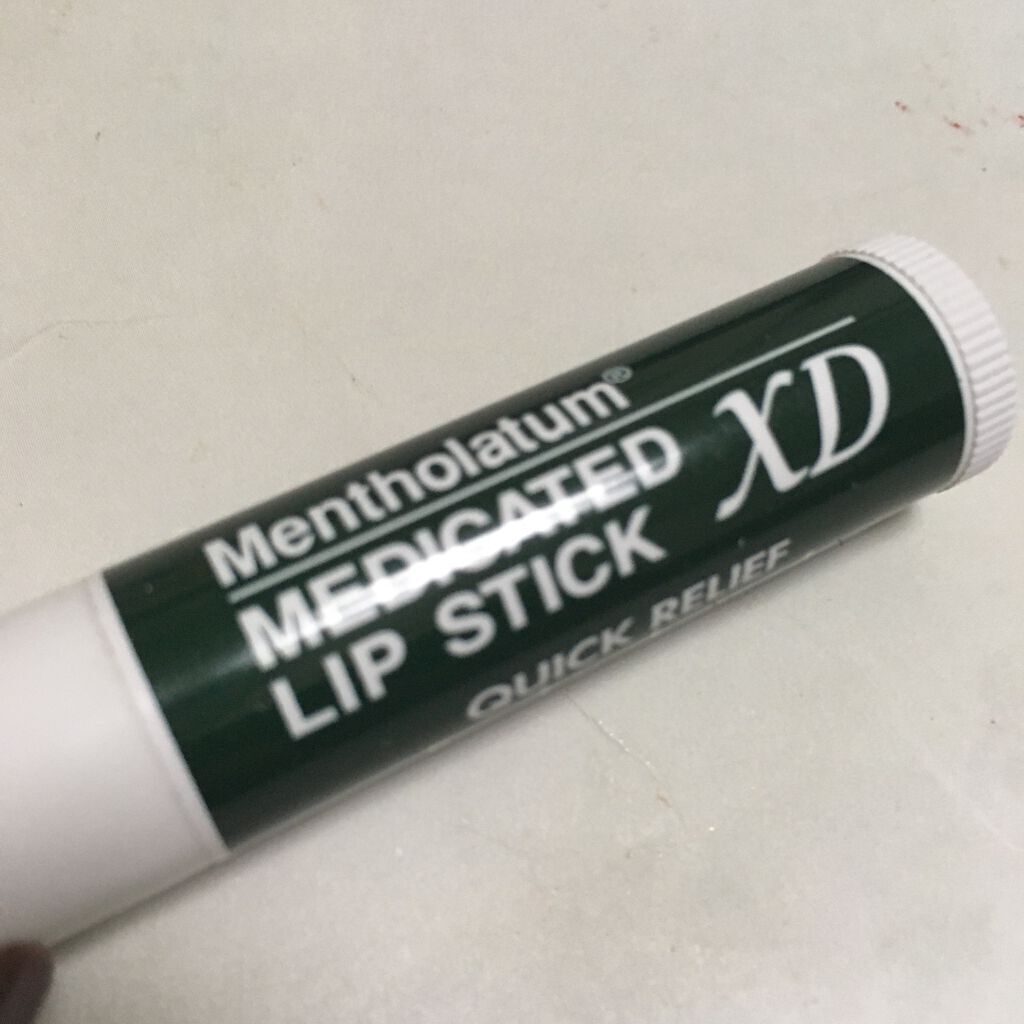 Mentholatum®
MEDICATED
LIP STICK
XD
QUICK RELIEF